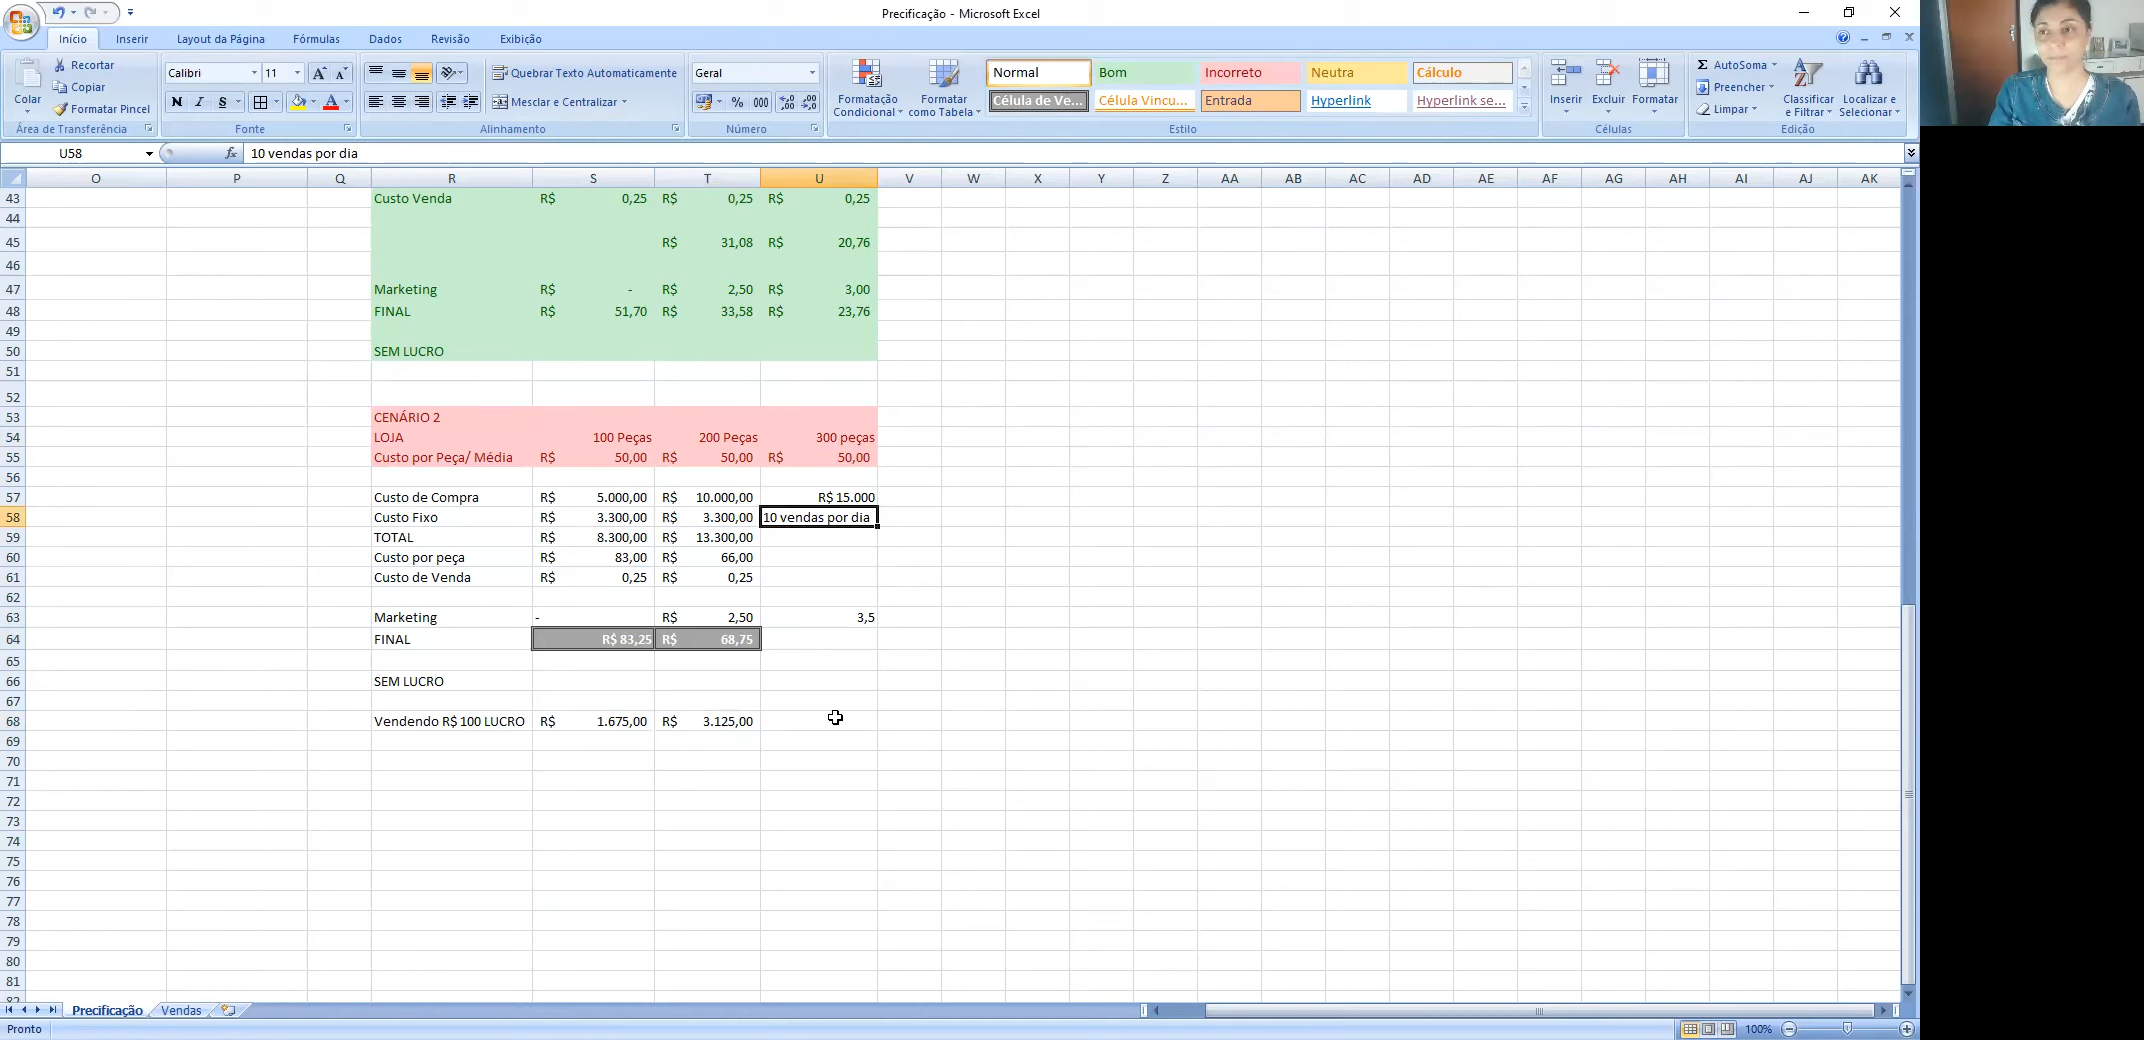 Precificação - Microsoft Excel
Início Inserir Layout da Página Fórmulas Dados Revisão Exibição
Colar
Recortar
Copiar
Formatar Pincel
Área de Transferência
Calibri 11
N I S
Fonte
Quebrar Texto Automaticamente
Mesclar e Centralizar
Alinhamento
Geral
% 000
Número
Formatação Condicional
Formatar como Tabela
Normal Bom Incorreto Neutra Cálculo
Célula de Ve... Célula Vincu... Entrada Hyperlink Hyperlink se...
Estilo
Inserir Excluir Formatar
Células
AutoSoma
Preencher
Limpar
Classificar e Filtrar
Localizar e Selecionar
Edição
U58 fx 10 vendas por dia
O P Q R S T U V W X Y Z AA AB AC AD AE AF AG AH AI AJ AK
43 Custo Venda R$ 0,25 R$ 0,25 R$ 0,25
44
45 R$ 31,08 R$ 20,76
46
47 Marketing R$ - R$ 2,50 R$ 3,00
48 FINAL R$ 51,70 R$ 33,58 R$ 23,76
49
50 SEM LUCRO
51
52
53 CENÁRIO 2
54 LOJA 100 Peças 200 Peças 300 peças
55 Custo por Peça/ Média R$ 50,00 R$ 50,00 R$ 50,00
56
57 Custo de Compra R$ 5.000,00 R$ 10.000,00 R$ 15.000
58 Custo Fixo R$ 3.300,00 R$ 3.300,00 10 vendas por dia
59 TOTAL R$ 8.300,00 R$ 13.300,00
60 Custo por peça R$ 83,00 R$ 66,00
61 Custo de Venda R$ 0,25 R$ 0,25
62
63 Marketing - R$ 2,50 3,5
64 FINAL R$ 83,25 R$ 68,75
65
66 SEM LUCRO
67
68 Vendendo R$ 100 LUCRO R$ 1.675,00 R$ 3.125,00
69
70
71
72
73
74
75
76
77
78
79
80
81
82
Precificação Vendas
Pronto 100%